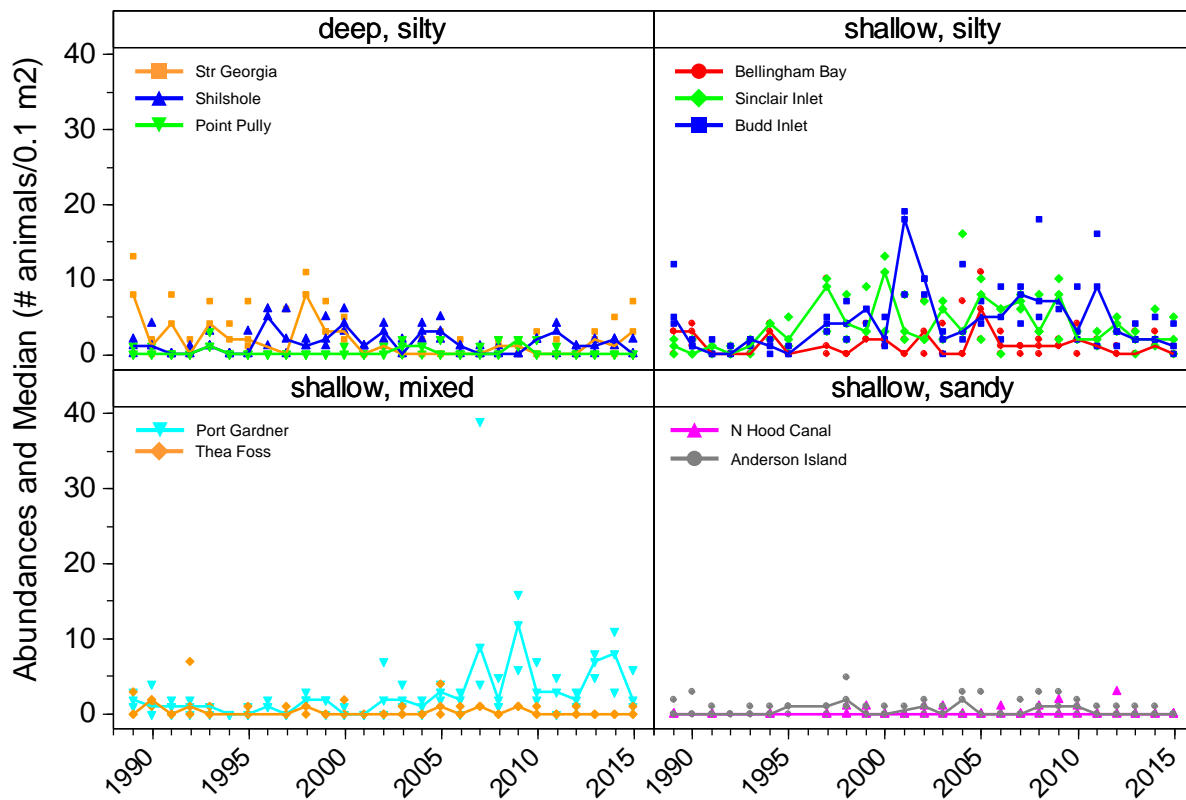 Abundances and Median (# animals/0.1 m2)
deep, silty
shallow, silty
40
30
20
10
0
Str Georgia
Shilshole
Point Pully
Bellingham Bay
Sinclair Inlet
Budd Inlet
shallow, mixed
shallow, sandy
40
30
20
10
0
Port Gardner
Thea Foss
N Hood Canal
Anderson Island
1990
1995
2000
2005
2010
2015
1990
1995
2000
2005
2010
2015